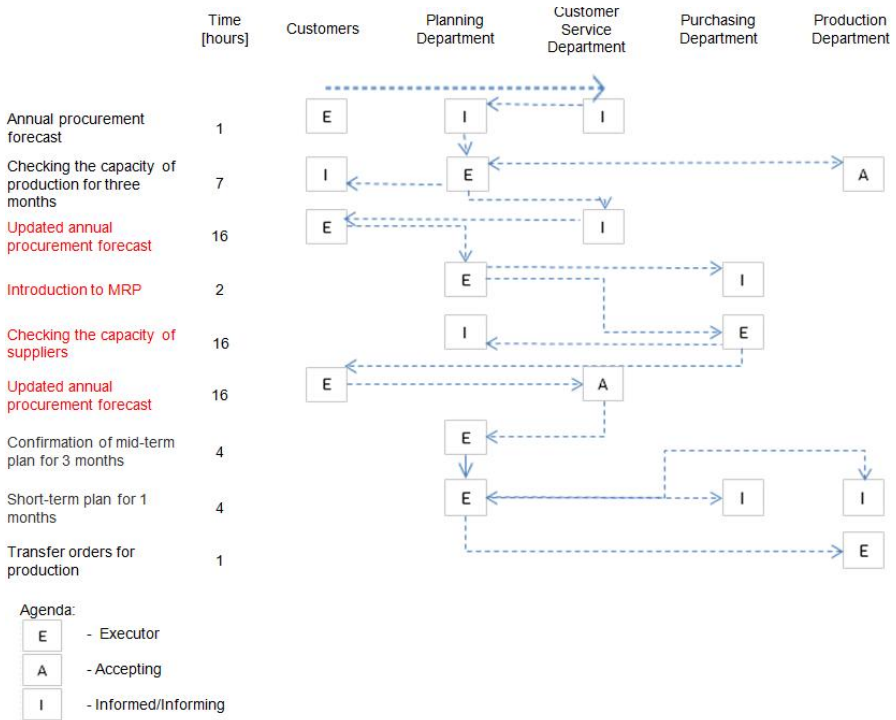 Time
[hours]
Customers
Planning
Department
Customer
Service
Department
Purchasing
Department
Production
Department
Annual procurement
forecast
1
E
I
I
Checking the capacity of
production for three
months
7
I
E
A
Updated annual
procurement forecast
16
E
I
Introduction to MRP
2
E
I
Checking the capacity of
suppliers
16
I
E
Updated annual
procurement forecast
16
E
A
Confirmation of mid-term
plan for 3 months
4
E
Short-term plan for 1
months
4
E
I
I
Transfer orders for
production
1
E
Agenda:
E - Executor
A - Accepting
I - Informed/Informing